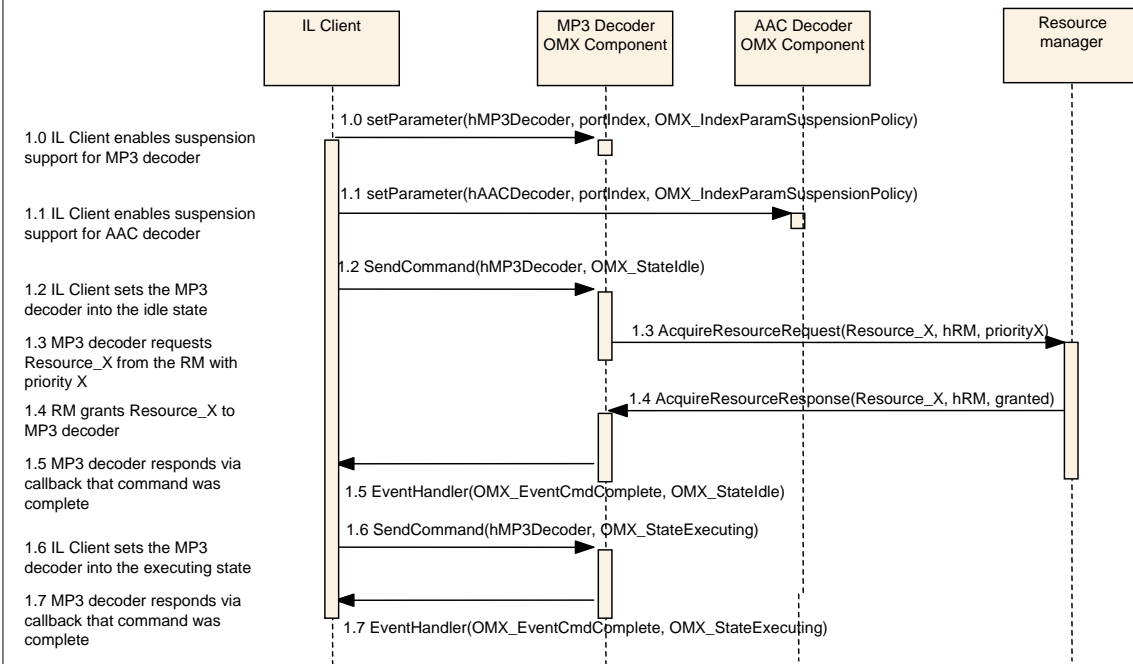 IL Client
MP3 Decoder
OMX Component
AAC Decoder
OMX Component
Resource
manager
1.0 setParameter(hMP3Decoder, portIndex, OMX_IndexParamSuspensionPolicy)
1.0 IL Client enables suspension
support for MP3 decoder
1.1 setParameter(hAACDecoder, portIndex, OMX_IndexParamSuspensionPolicy)
1.1 IL Client enables suspension
support for AAC decoder
1.2 SendCommand(hMP3Decoder, OMX_StateIdle)
1.2 IL Client sets the MP3
decoder into the idle state
1.3 AcquireResourceRequest(Resource_X, hRM, priorityX)
1.3 MP3 decoder requests
Resource_X from the RM with
priority X
1.4 AcquireResourceResponse(Resource_X, hRM, granted)
1.4 RM grants Resource_X to
MP3 decoder
1.5 MP3 decoder responds via
callback that command was
complete
1.5 EventHandler(OMX_EventCmdComplete, OMX_StateIdle)
1.6 SendCommand(hMP3Decoder, OMX_StateExecuting)
1.6 IL Client sets the MP3
decoder into the executing state
1.7 MP3 decoder responds via
callback that command was
complete
1.7 EventHandler(OMX_EventCmdComplete, OMX_StateExecuting)